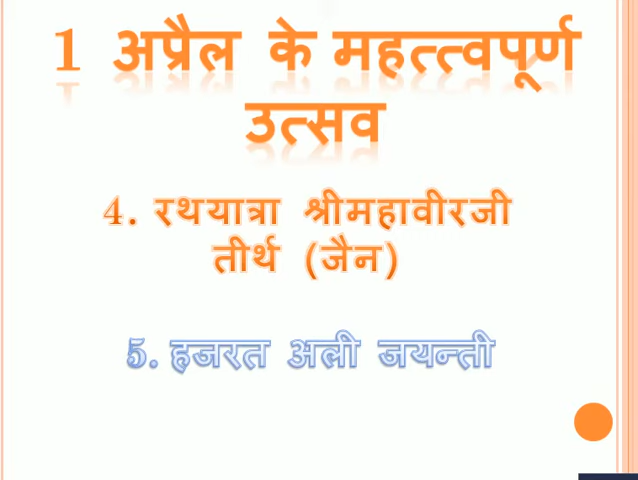 1 अप्रैल के महत्त्वपूर्ण
उत्सव
4. रथयात्रा श्रीमहावीरजी
तीर्थ (जैन)
5. हजरत अली जयन्ती